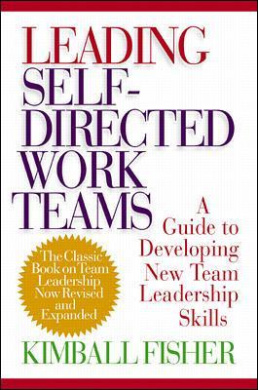 LEADING
SELF-
DIRECTED
WORK
TEAMS
A
Guide to
Developing
New Team
Leadership
Skills
The Classic
Book on Team
Leadership
Now Revised
and
Expanded
KIMBALL FISHER